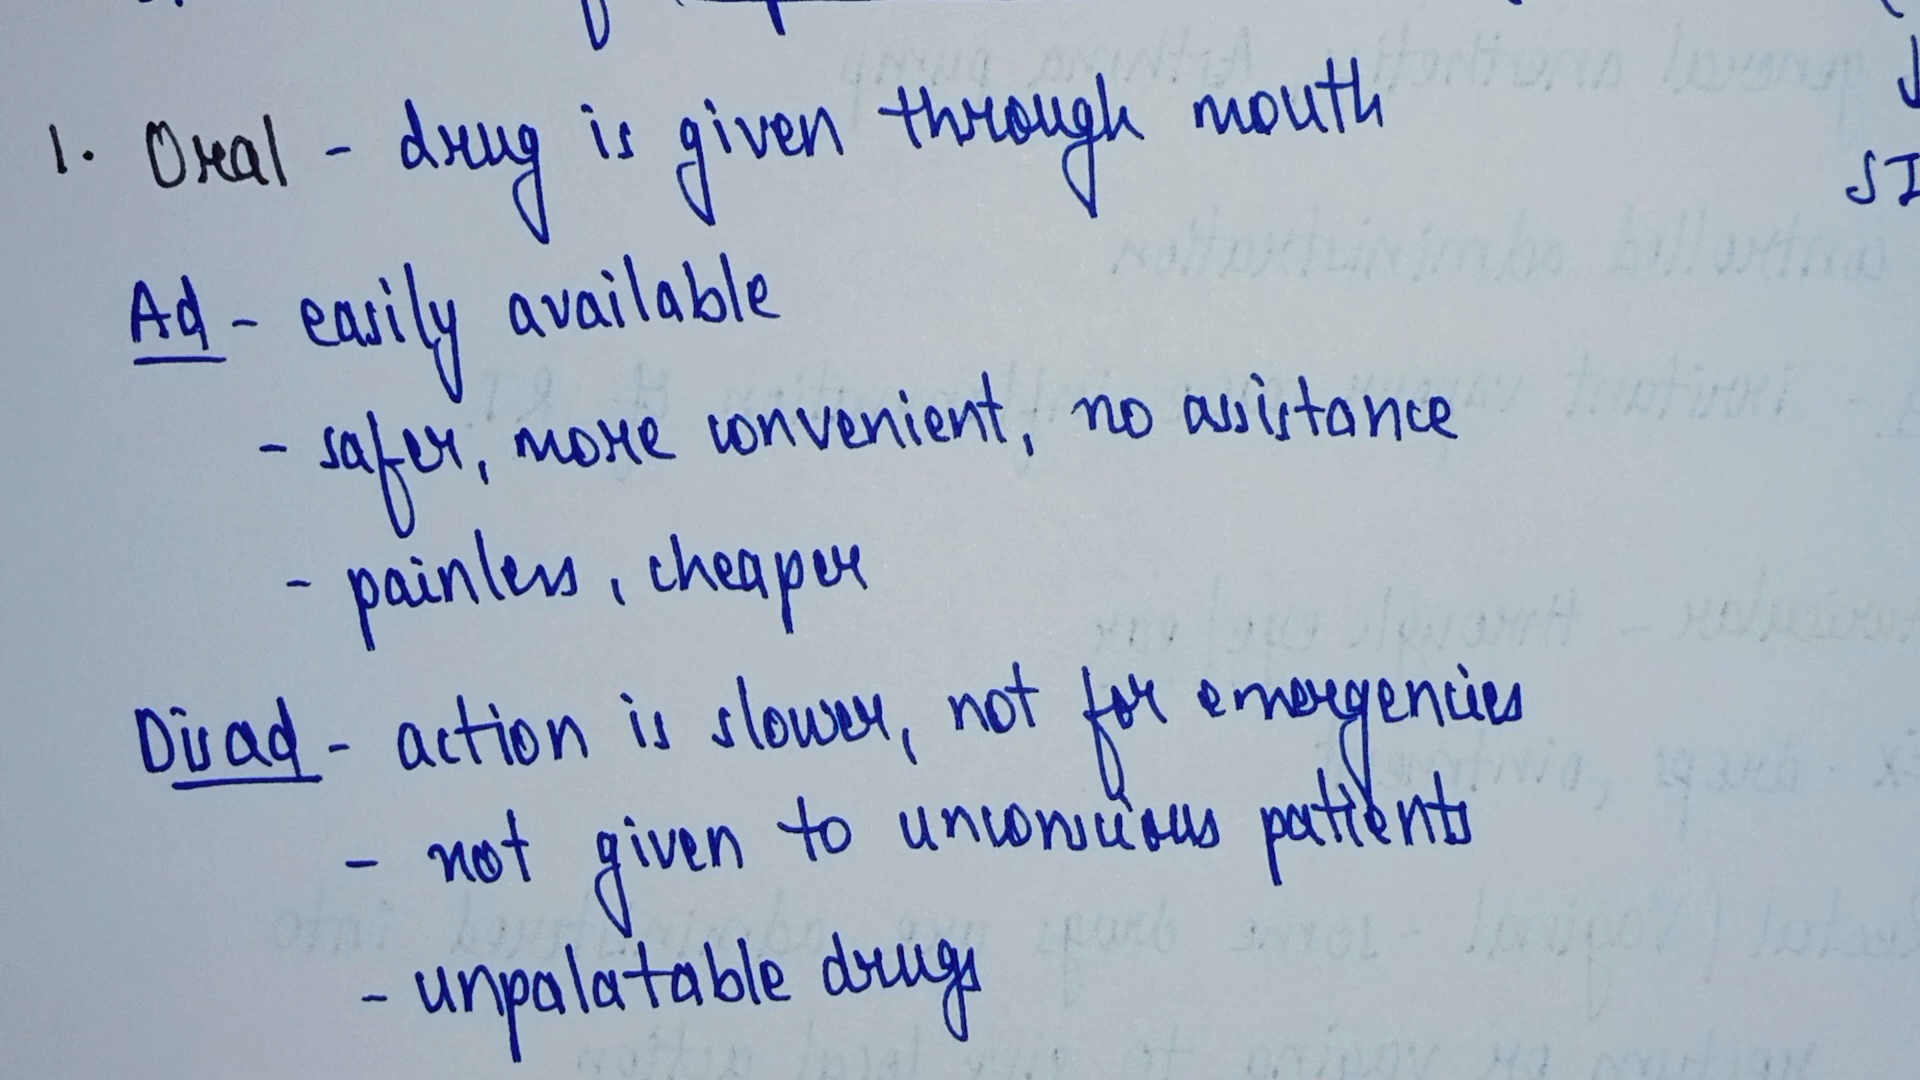 1. Oral - drug is given through mouth
SI
Ad - easily available
- safer, more convenient, no assistance
- painless, cheaper
Disad - action is slower, not for emergencies
- not given to unconscious patients
- unpalatable drugs